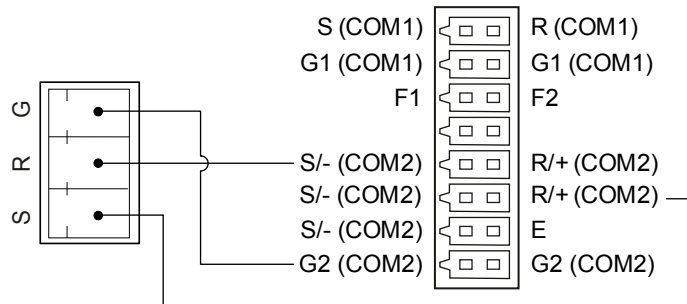 S (COM1) R (COM1)
G1 (COM1) G1 (COM1)
F1 F2
G
R
S
S/- (COM2) R/+ (COM2)
S/- (COM2) R/+ (COM2)
S/- (COM2) E
G2 (COM2) G2 (COM2)